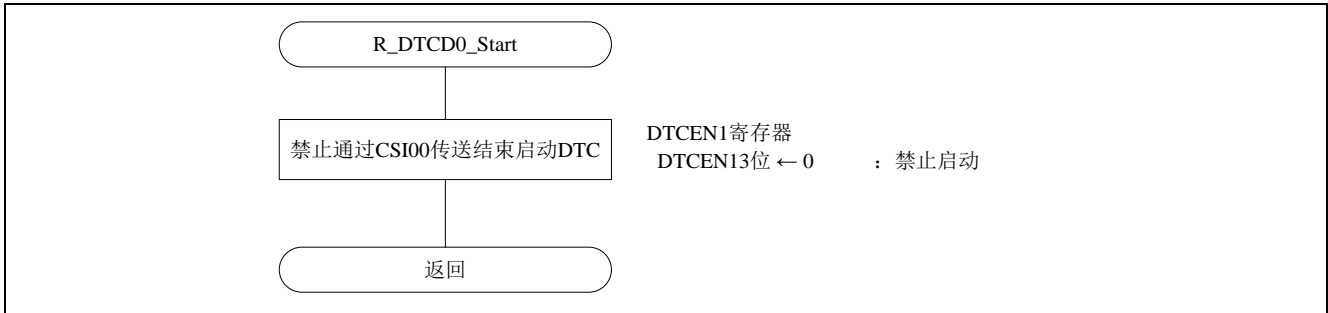 R_DTCD0_Start
禁止通过CSI00传送结束启动DTC
DTCEN1寄存器
DTCEN13位 ← 0 ：禁止启动
返回